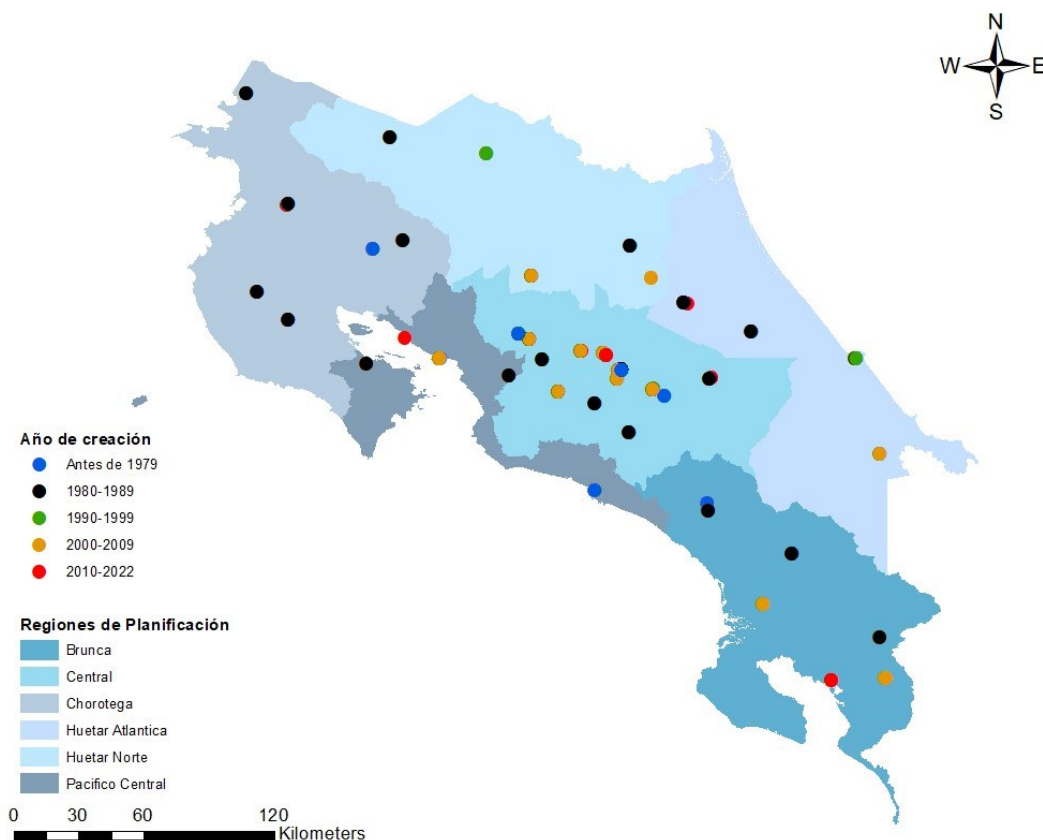 N
W E
S
Año de creación
Antes de 1979
1980-1989
1990-1999
2000-2009
2010-2022
Regiones de Planificación
Brunca
Central
Chorotega
Huetar Atlantica
Huetar Norte
Pacifico Central
0 30 60 120
Kilometers